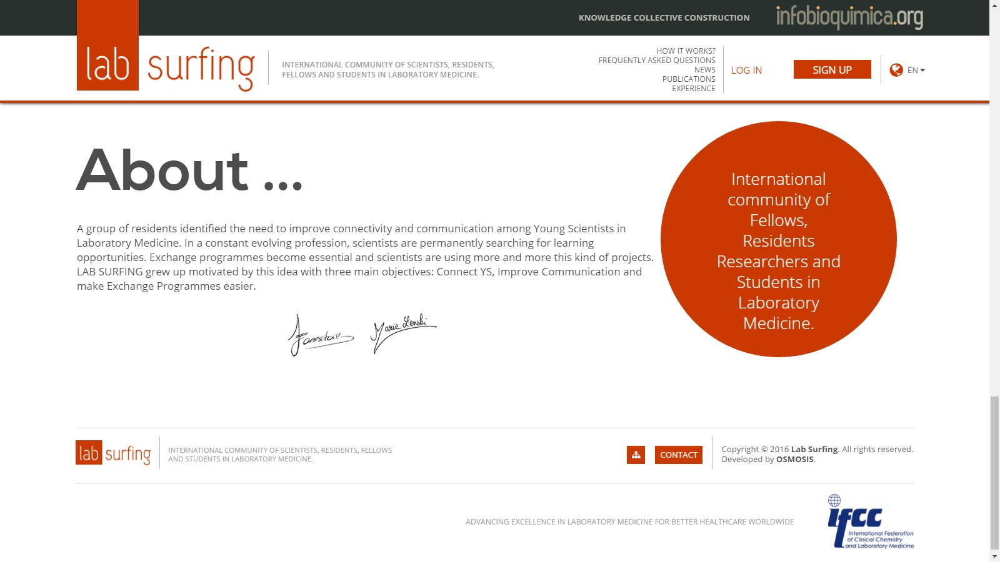 KNOWLEDGE COLLECTIVE CONSTRUCTION
infobioquimica.org
lab surfing
INTERNATIONAL COMMUNITY OF SCIENTISTS, RESIDENTS,
FELLOWS AND STUDENTS IN LABORATORY MEDICINE.
HOW IT WORKS?
FREQUENTLY ASKED QUESTIONS
NEWS
PUBLICATIONS
EXPERIENCE
LOG IN
SIGN UP
EN
About ...
A group of residents identified the need to improve connectivity and communication among Young Scientists in
Laboratory Medicine. In a constant evolving profession, scientists are permanently searching for learning
opportunities. Exchange programmes become essential and scientists are using more and more this kind of projects.
LAB SURFING grew up motivated by this idea with three main objectives: Connect YS, Improve Communication and
make Exchange Programmes easier.
Marie Lenski
International
community of
Fellows,
Residents
Researchers and
Students in
Laboratory
Medicine.
lab surfing
INTERNATIONAL COMMUNITY OF SCIENTISTS, RESIDENTS, FELLOWS
AND STUDENTS IN LABORATORY MEDICINE.
CONTACT
Copyright © 2016 Lab Surfing. All rights reserved.
Developed by OSMOSIS.
ADVANCING EXCELLENCE IN LABORATORY MEDICINE FOR BETTER HEALTHCARE WORLDWIDE
ifcc
International Federation
of Clinical Chemistry
and Laboratory Medicine